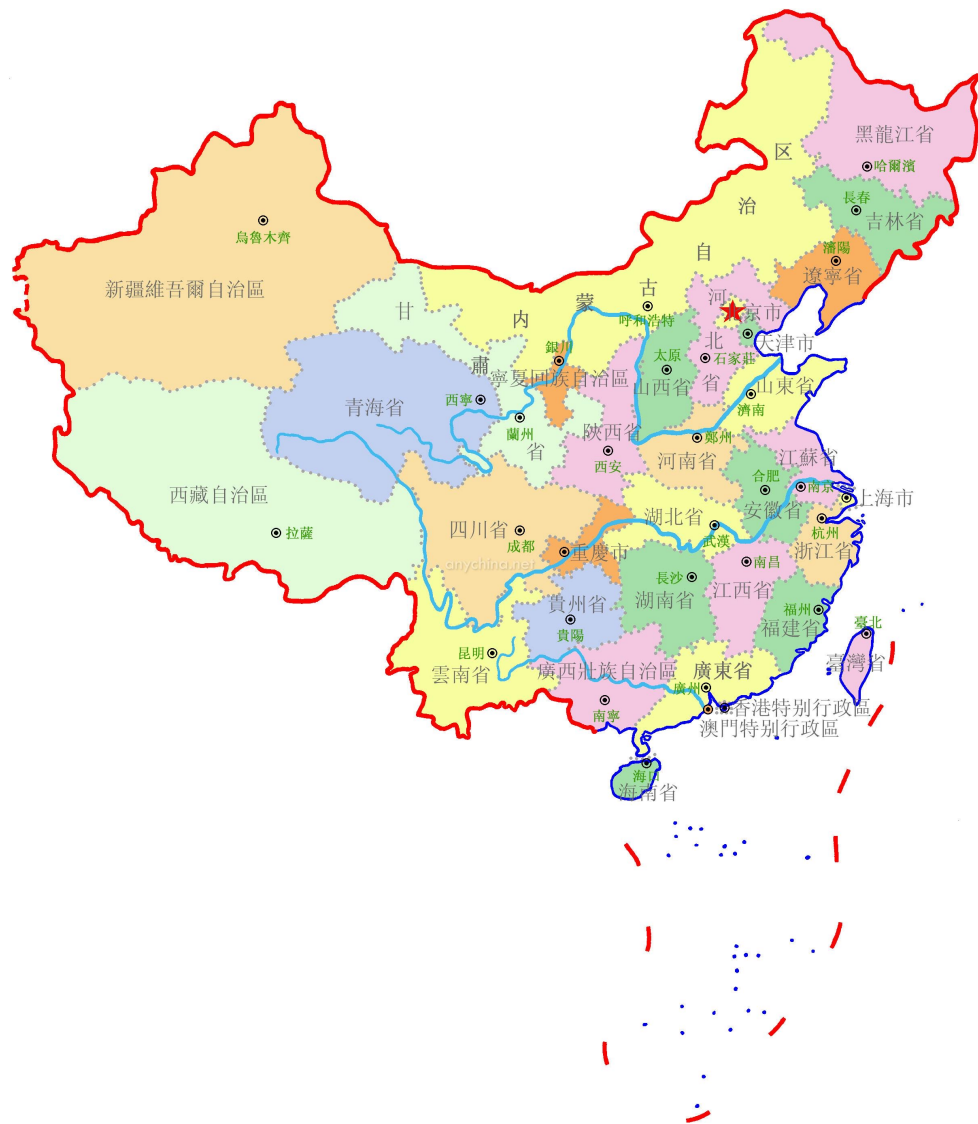 黑龍江省
哈爾濱
長春
吉林省
瀋陽
遼寧省
内蒙古自治区
呼和浩特
烏魯木齊
新疆維吾爾自治區
甘肅省
蘭州
銀川
寧夏回族自治區
青海省
西寧
河北省
石家莊
北京市
天津市
太原
山西省
山東省
濟南
陝西省
西安
鄭州
河南省
江蘇省
南京
合肥
安徽省
上海市
杭州
浙江省
西藏自治區
拉薩
四川省
成都
重慶市
anychina.net
湖北省
武漢
長沙
湖南省
南昌
江西省
福州
福建省
臺北
臺灣省
貴州省
貴陽
昆明
雲南省
廣西壯族自治區
南寧
廣東省
廣州
香港特别行政區
澳門特别行政區
海口
海南省